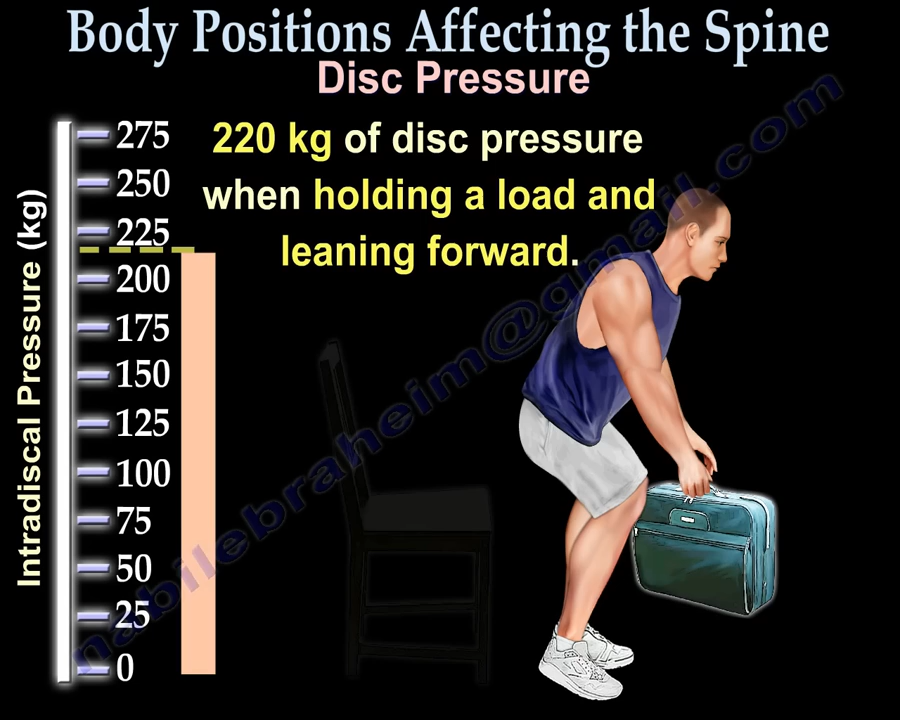 Body Positions Affecting the Spine
Disc Pressure
220 kg of disc pressure
when holding a load and
leaning forward.
Intradiscal Pressure (kg)
275
250
225
200
175
150
125
100
75
50
25
0
nabilebraheim@gmail.com